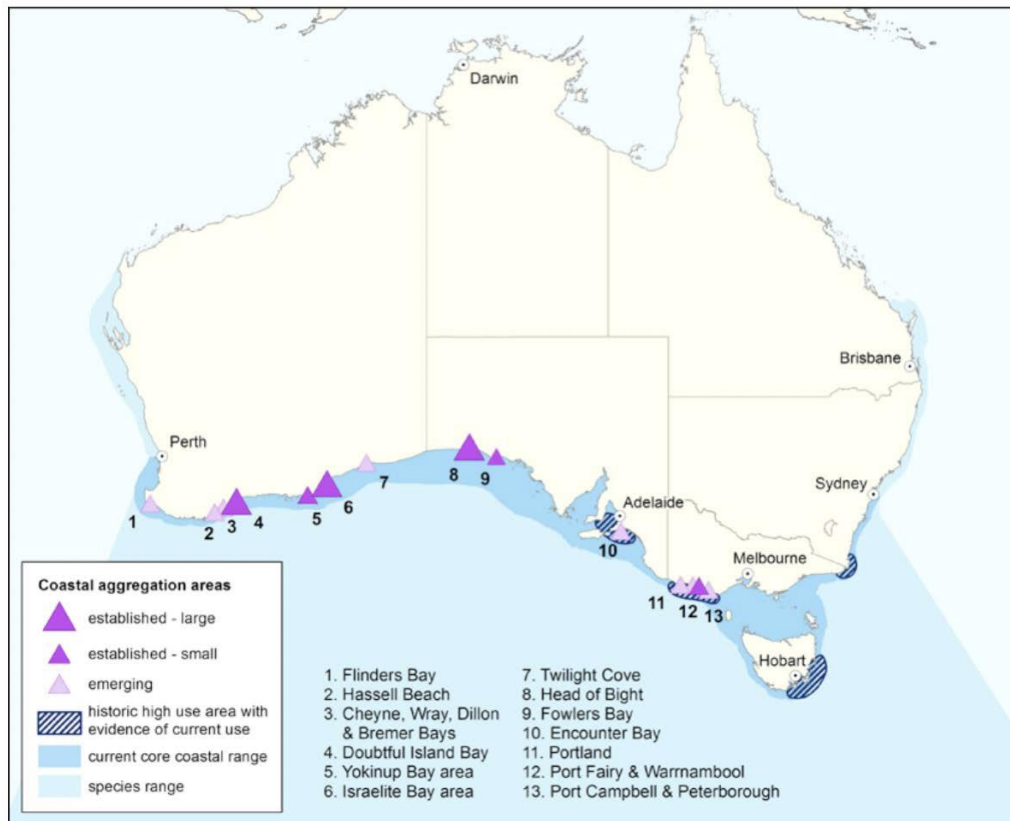 Darwin
Brisbane
Perth
Sydney
Adelaide
Melbourne
Hobart
1
2
3
4
5
6
7
8
9
10
11
12
13
Coastal aggregation areas
established - large
established - small
emerging
historic high use area with
evidence of current use
current core coastal range
species range
1. Flinders Bay
2. Hassell Beach
3. Cheyne, Wray, Dillon
& Bremer Bays
4. Doubtful Island Bay
5. Yokinup Bay area
6. Israelite Bay area
7. Twilight Cove
8. Head of Bight
9. Fowlers Bay
10. Encounter Bay
11. Portland
12. Port Fairy & Warrnambool
13. Port Campbell & Peterborough